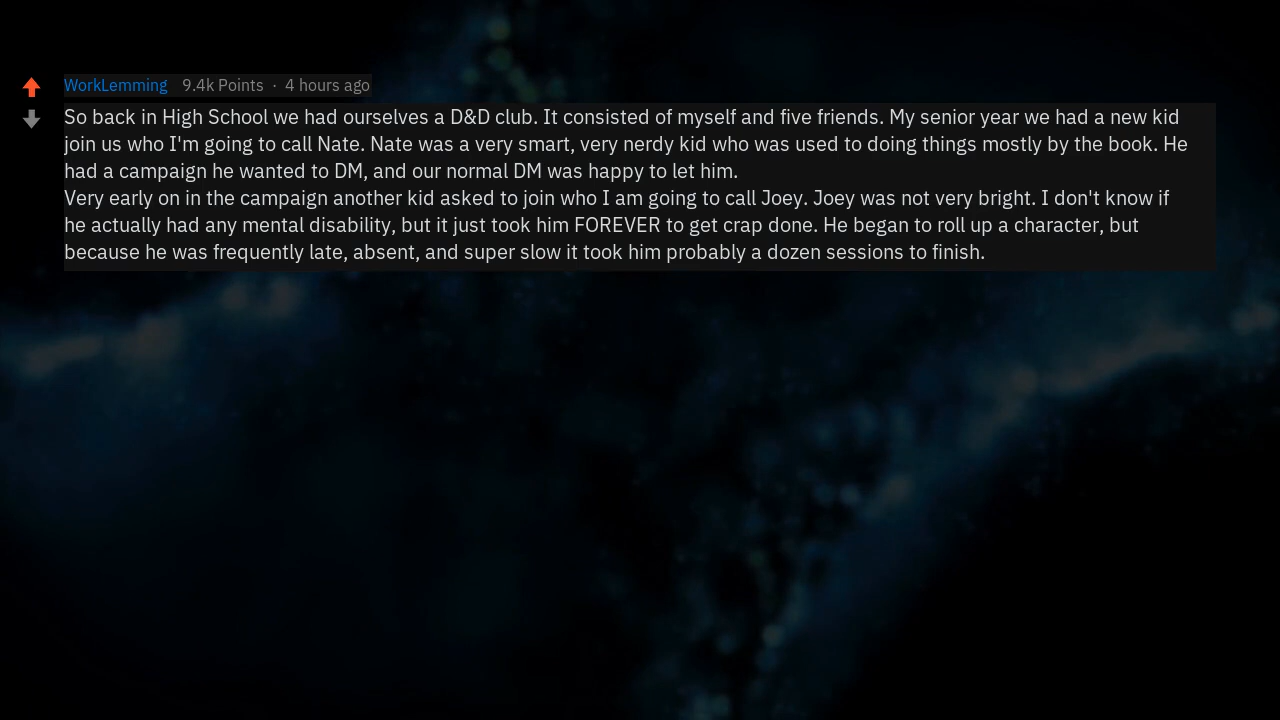 WorkLemming 9.4k Points · 4 hours ago
So back in High School we had ourselves a D&D club. It consisted of myself and five friends. My senior year we had a new kid
join us who I'm going to call Nate. Nate was a very smart, very nerdy kid who was used to doing things mostly by the book. He
had a campaign he wanted to DM, and our normal DM was happy to let him.
Very early on in the campaign another kid asked to join who I am going to call Joey. Joey was not very bright. I don't know if
he actually had any mental disability, but it just took him FOREVER to get crap done. He began to roll up a character, but
because he was frequently late, absent, and super slow it took him probably a dozen sessions to finish.